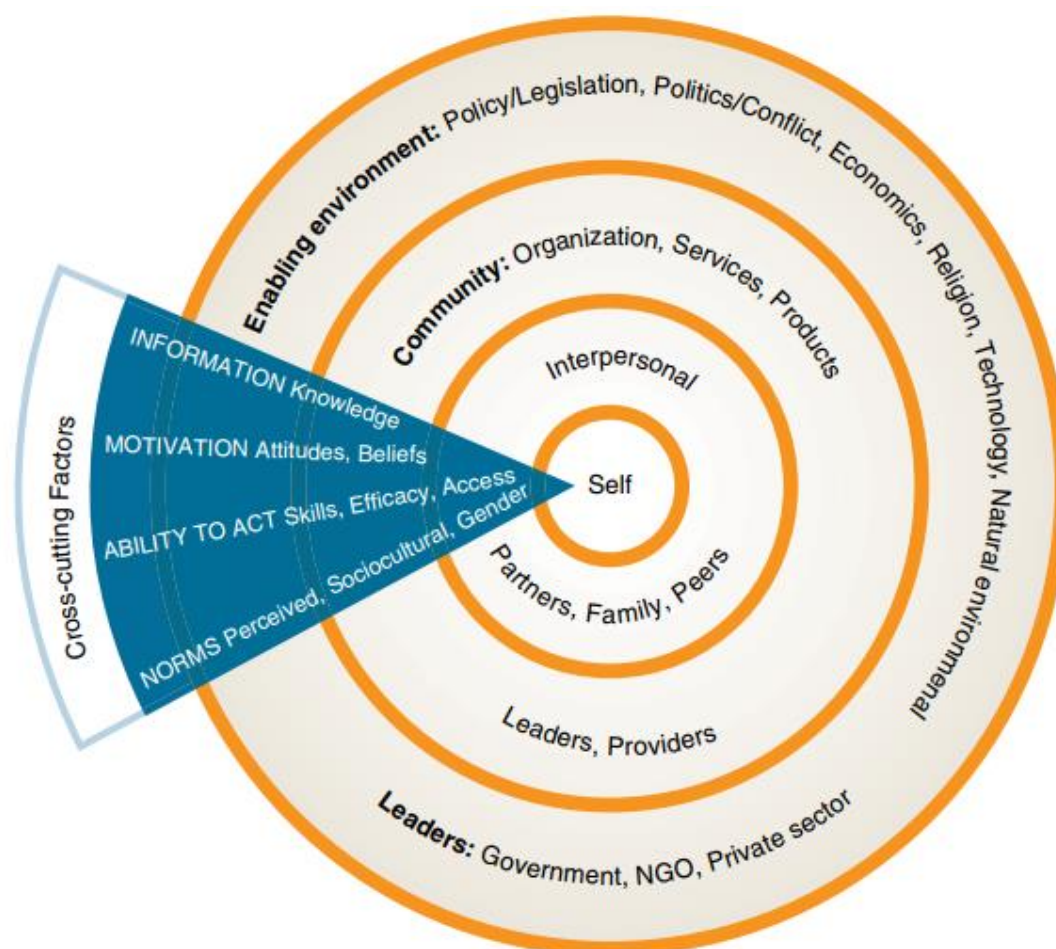 Enabling environment: Policy/Legislation, Politics/Conflict, Economics, Religion, Technology, Natural environmenal
Community: Organization, Services, Products
Interpersonal
Self
Partners, Family, Peers
Leaders, Providers
Leaders: Government, NGO, Private sector
Cross-cutting Factors
INFORMATION Knowledge
MOTIVATION Attitudes, Beliefs
ABILITY TO ACT Skills, Efficacy, Access
NORMS Perceived, Sociocultural, Gender